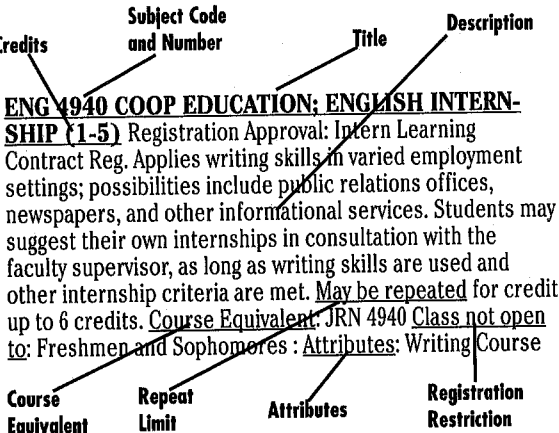 Subject Code
and Number
Credits
Title
Description
ENG 4940 COOP EDUCATION; ENGLISH INTERN-
SHIP (1-5) Registration Approval: Intern Learning
Contract Reg. Applies writing skills in varied employment
settings; possibilities include public relations offices,
newspapers, and other informational services. Students may
suggest their own internships in consultation with the
faculty supervisor, as long as writing skills are used and
other internship criteria are met. May be repeated for credit
up to 6 credits. Course Equivalent: JRN 4940 Class not open
to: Freshmen and Sophomores : Attributes: Writing Course
Course
Equivalent
Repeat
Limit
Attributes
Registration
Restriction